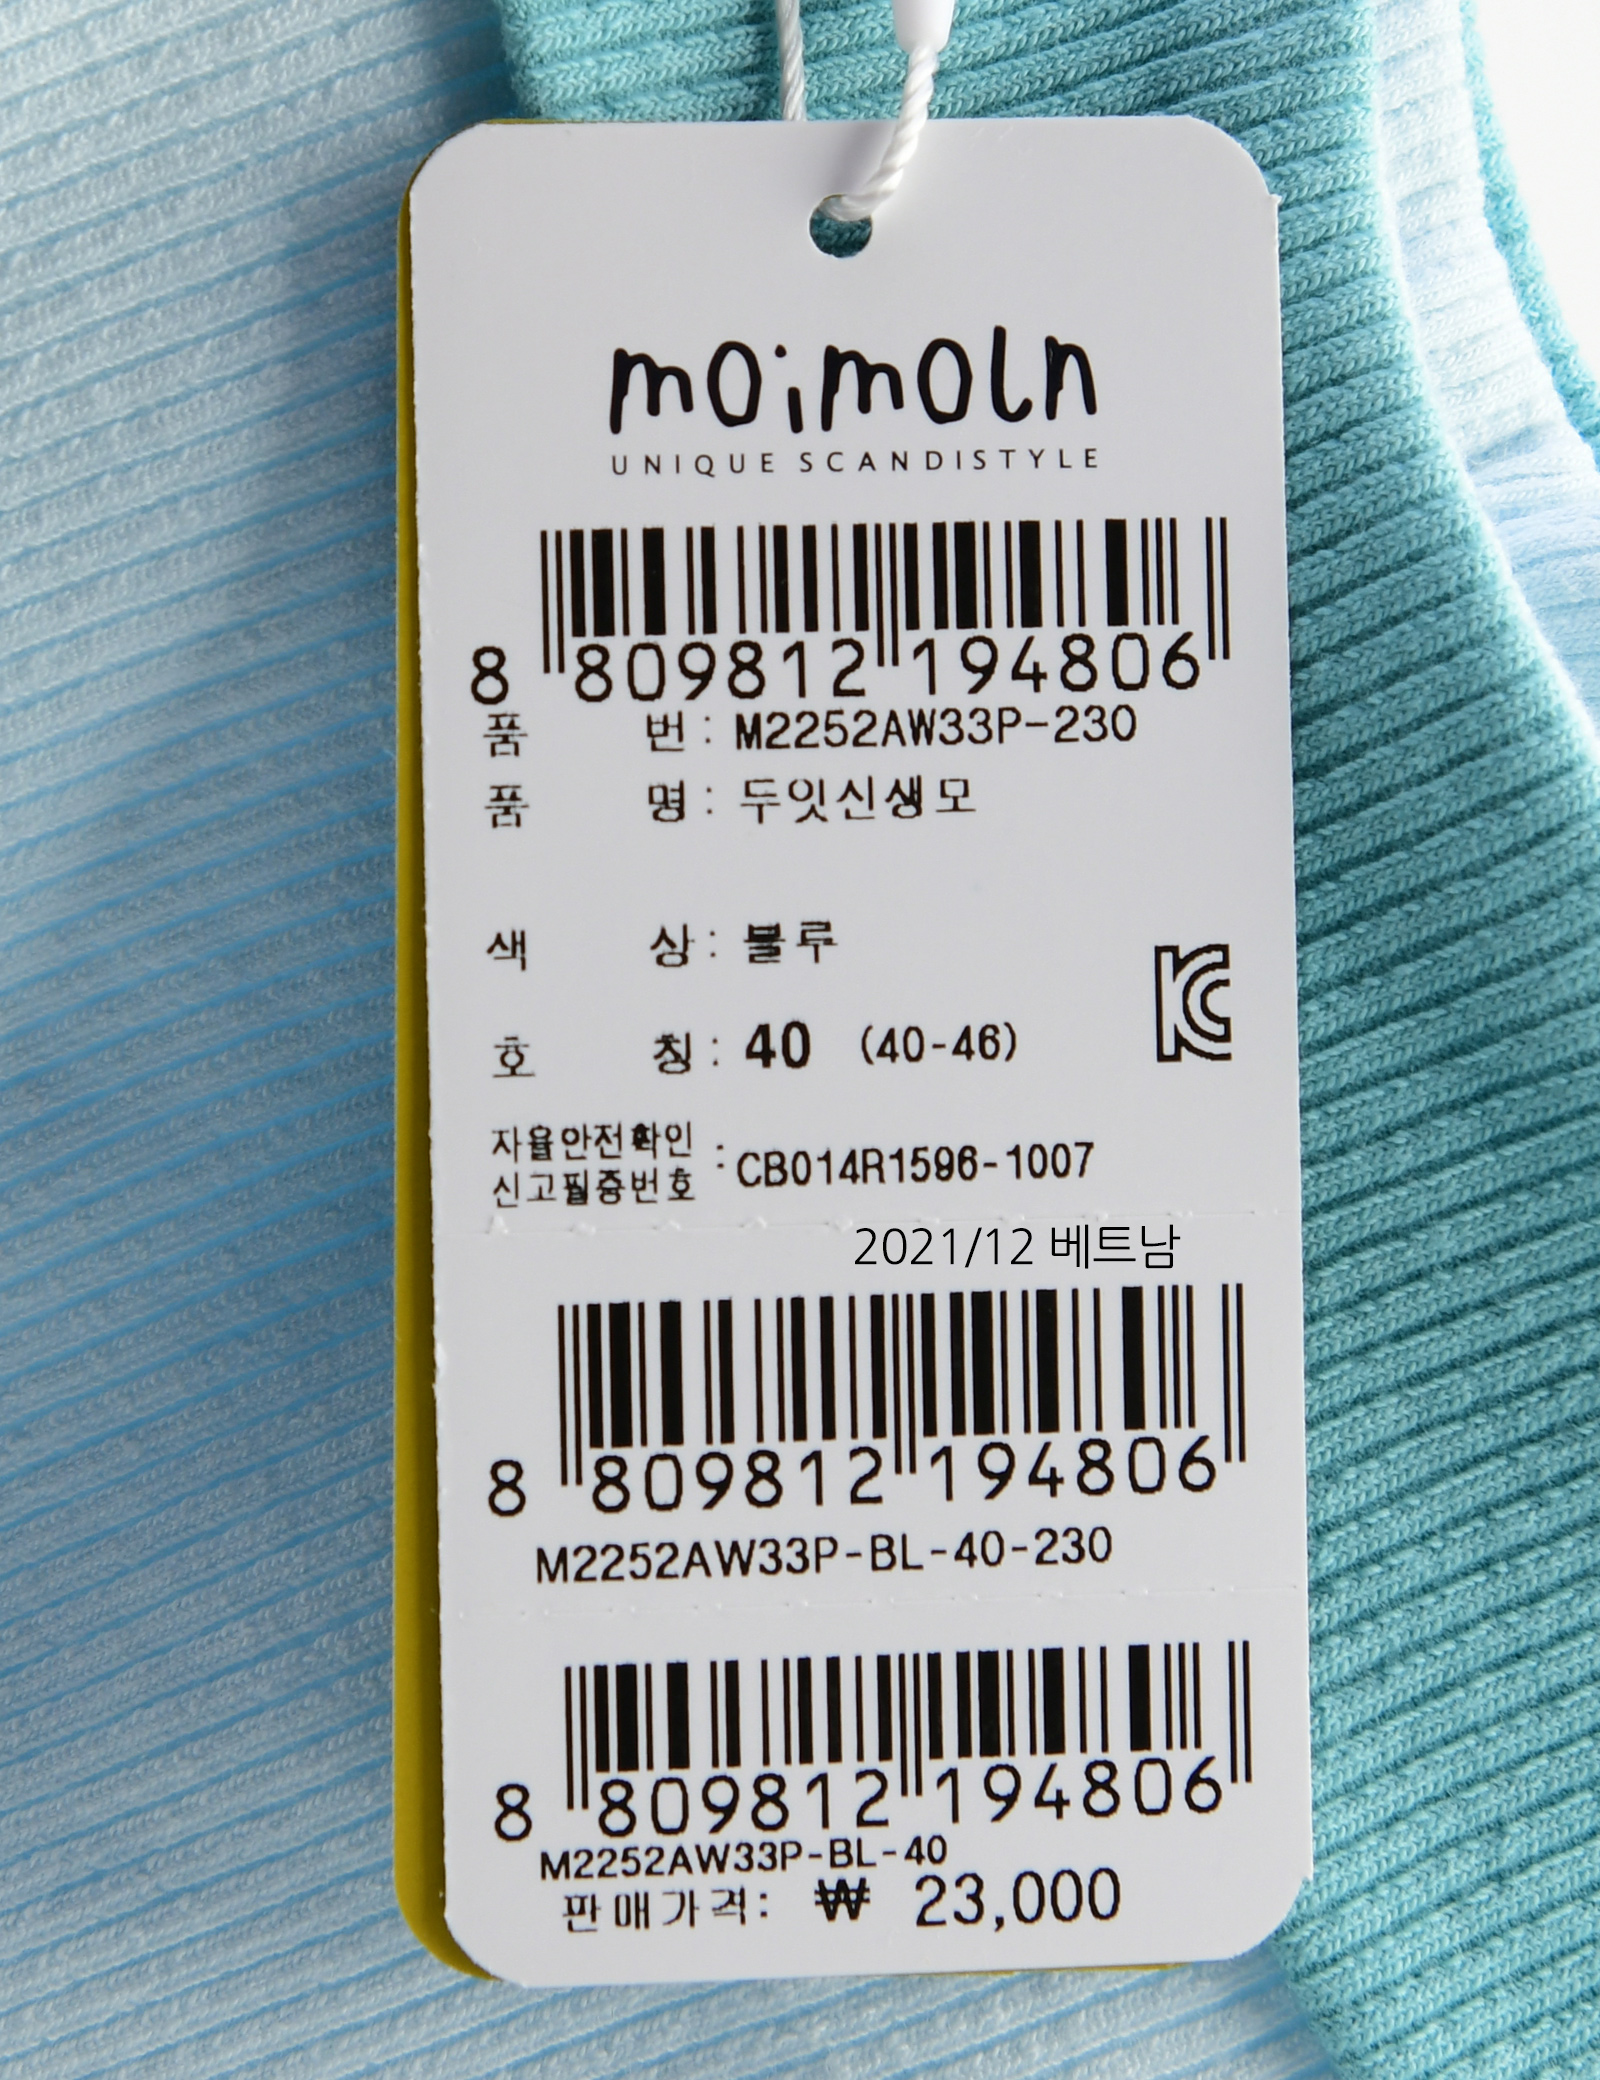 moimoln
UNIQUE SCANDISTYLE
8 809812 194806
품 번 : M2252AW33P-230
품 명 : 두잇신생모
색 상 : 블루
호 칭 : 40 (40-46)
자율안전확인
신고필증번호 : CB014R1596-1007
2021/12 베트남
8 809812 194806
M2252AW33P-BL-40-230
8 809812 194806
M2252AW33P-BL-40
판매가격: ₩ 23,000